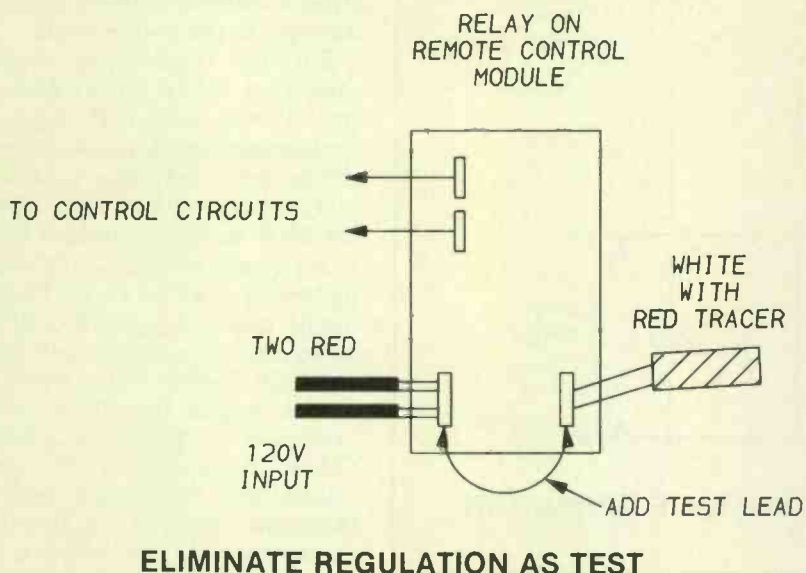 RELAY ON
REMOTE CONTROL
MODULE
TO CONTROL CIRCUITS
WHITE
WITH
RED TRACER
TWO RED
120V
INPUT
ADD TEST LEAD
ELIMINATE REGULATION AS TEST